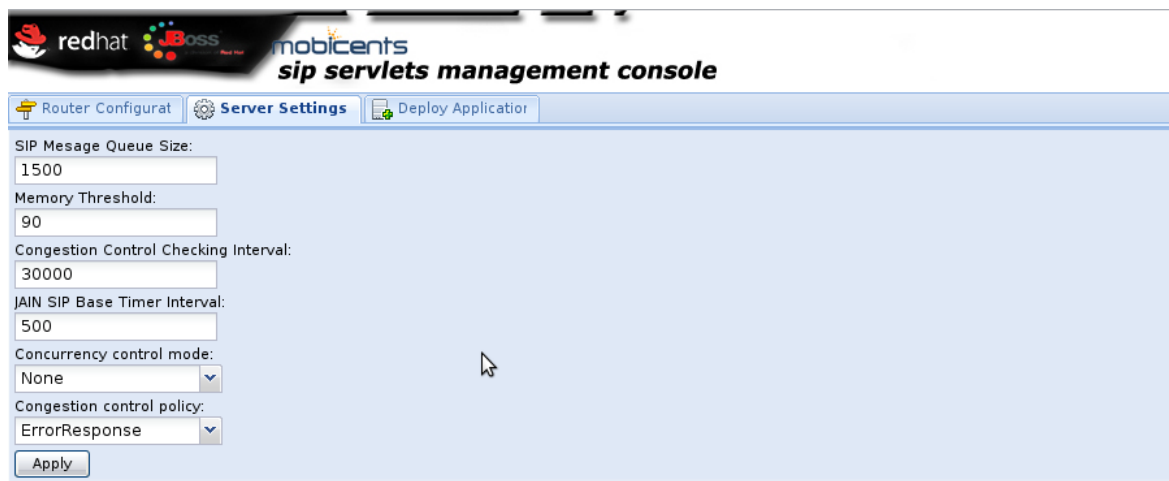 redhat JBoss
mobicents
sip servlets management console
Router Configurat Server Settings Deploy Application
SIP Mesage Queue Size:
1500
Memory Threshold:
90
Congestion Control Checking Interval:
30000
JAIN SIP Base Timer Interval:
500
Concurrency control mode:
None
Congestion control policy:
ErrorResponse
Apply